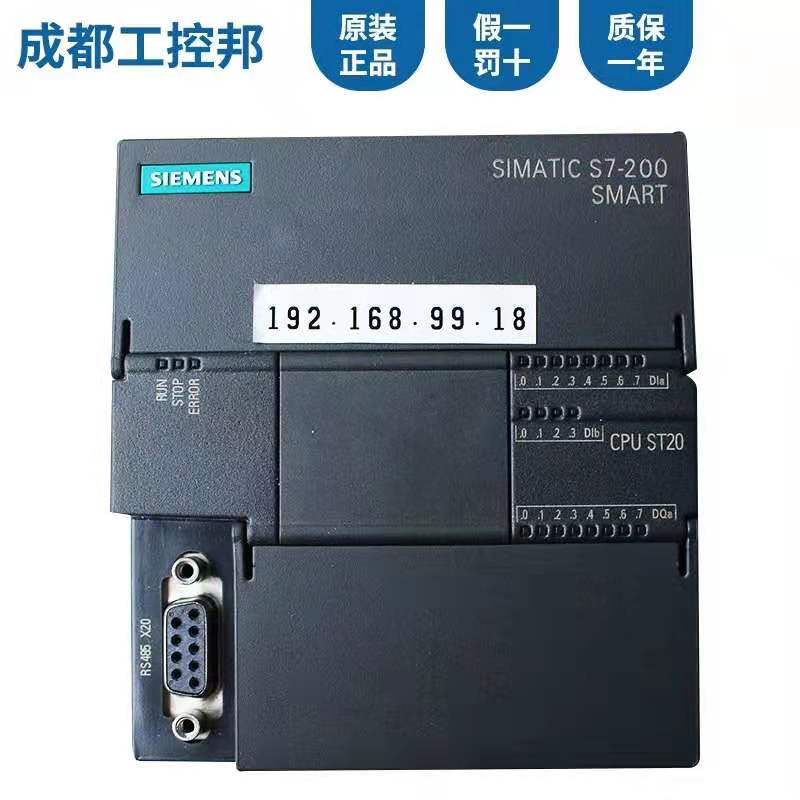 成都工控邦
原装
正品
假一
罚十
质保
一年
SIEMENS
SIMATIC S7-200
SMART
192.168.99.18
RUN
STOP
ERROR
.0 .1 .2 .3 .4 .5 .6 .7 DIa
.0 .1 .2 .3 DIb
CPU ST20
.0 .1 .2 .3 .4 .5 .6 .7 DQa
RS485 X20